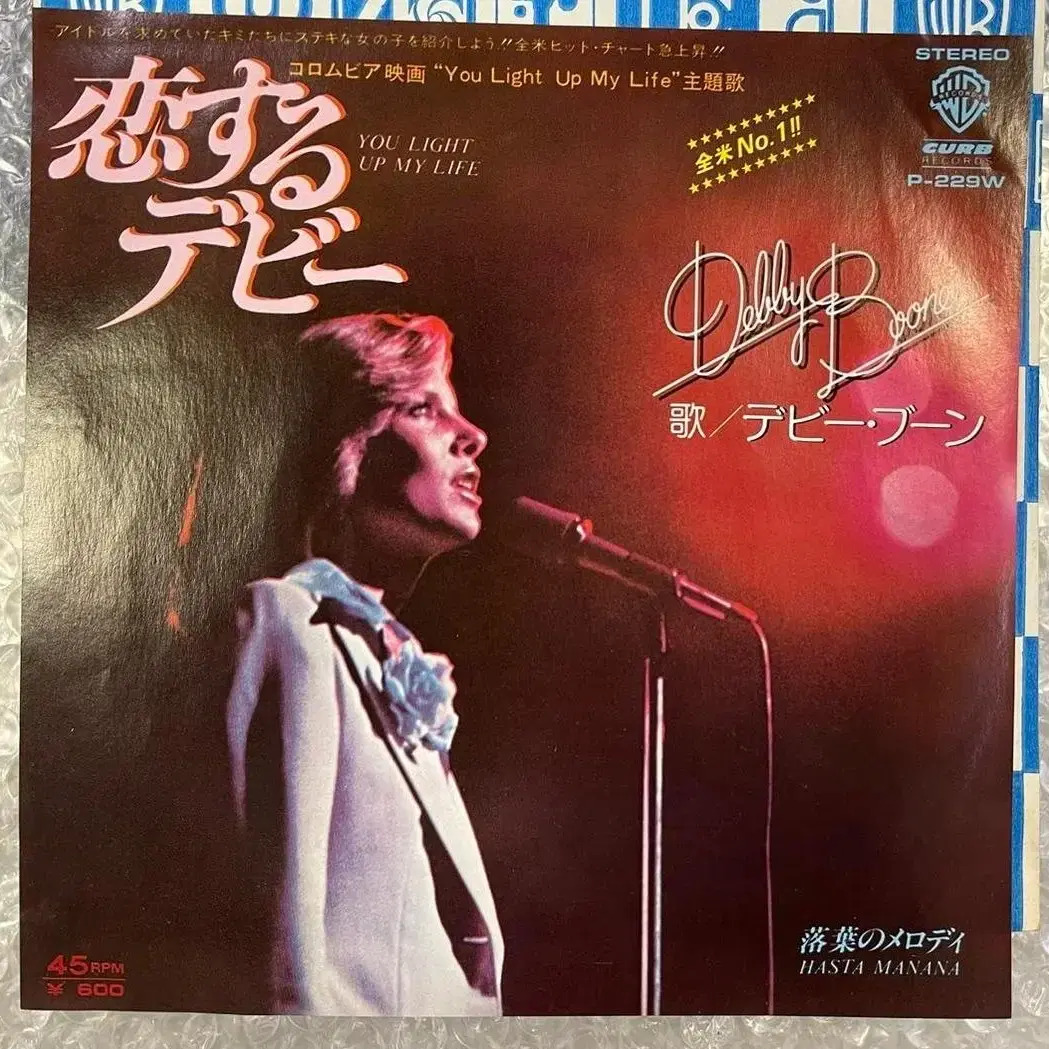 アイドルを求めていたキミたちにステキな女の子を紹介しよう!!全米ヒット・チャート急上昇!!
コロムビア映画 “You Light Up My Life” 主題歌
恋する
デビー
YOU LIGHT
UP MY LIFE
全米No.1!!
STEREO
RECORDS
CURB
RECORDS
P-229W
Debby Boone
歌/デビー・ブーン
落葉のメロディ
HASTA MAÑANA
45RPM
¥ 600